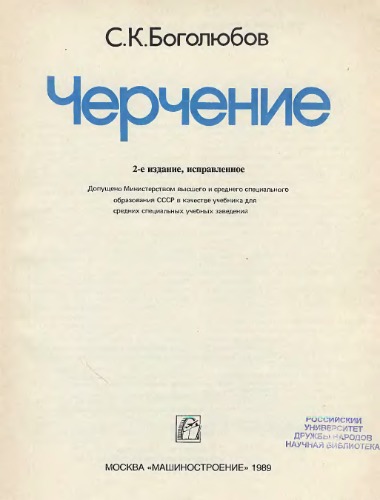 С.К.Боголюбов
Черчение
2-е издание, исправленное
Допущено Министерством высшего и среднего специального
образования СССР в качестве учебника для
средних специальных учебных заведений
РОССИЙСКИЙ
УНИВЕРСИТЕТ
ДРУЖБЫ НАРОДОВ
НАУЧНАЯ БИБЛИОТЕКА
МОСКВА «МАШИНОСТРОЕНИЕ» 1989